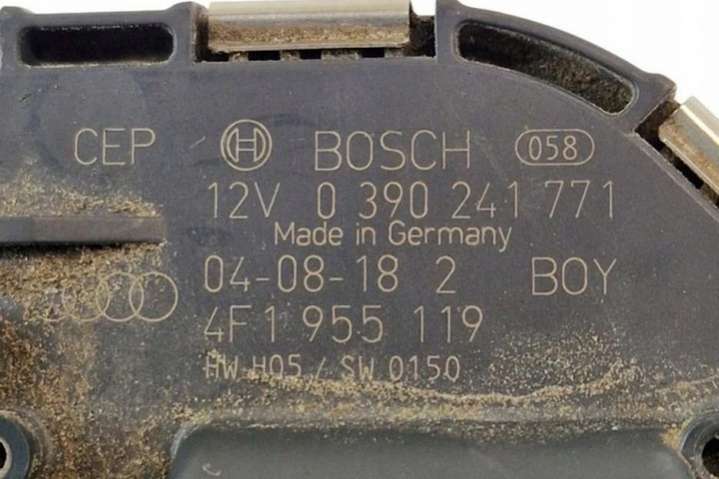 CEP BOSCH 058
12V 0 390 241 771
Made in Germany
04-08-18 2 BOY
4F1 955 119
HW H05 / SW 0150